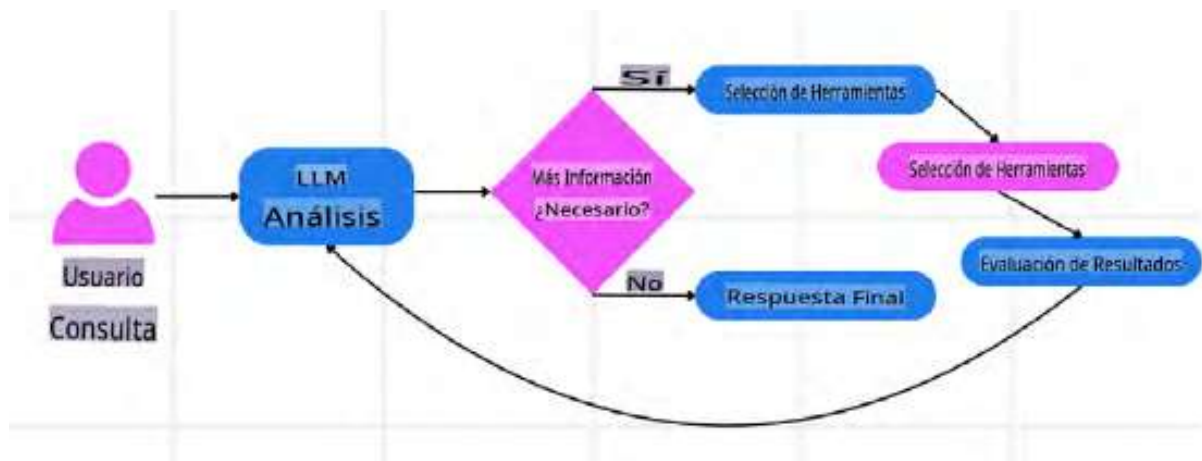 Usuario
Consulta
LLM
Análisis
Más Información
¿Necesario?
Sí
Selección de Herramientas
Selección de Herramientas
Evaluación de Resultados
No
Respuesta Final